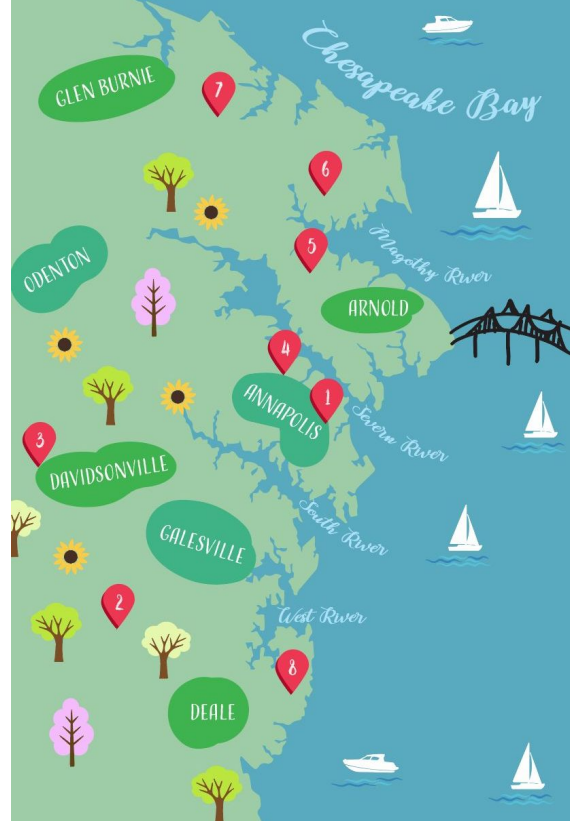 Chesapeake Bay
GLEN BURNIE
7
6
Magothy River
5
ODENTON
ARNOLD
4
1
ANNAPOLIS
Severn River
3
DAVIDSONVILLE
South River
GALESVILLE
2
West River
8
DEALE